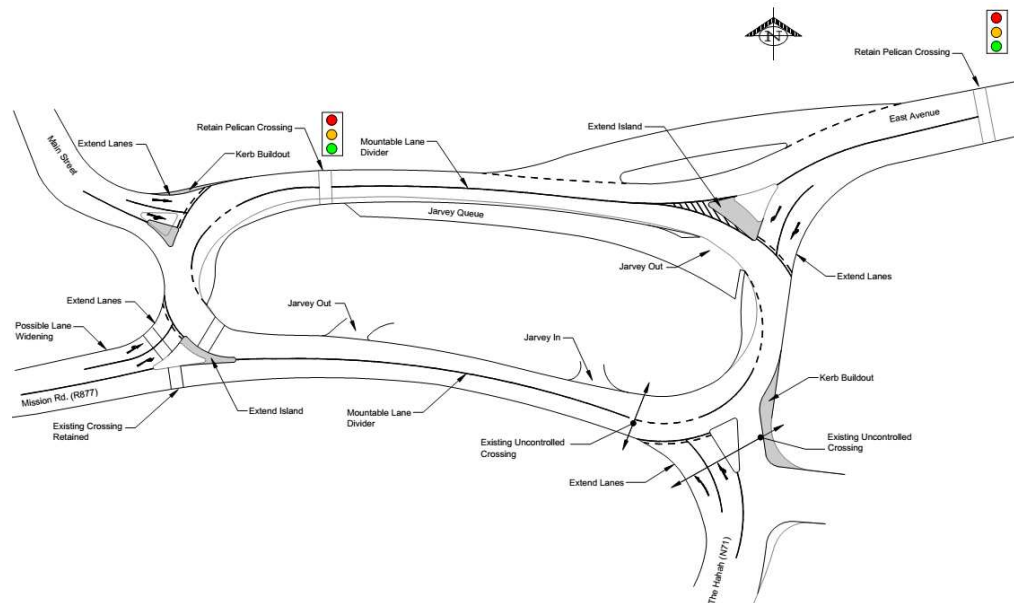 N
Retain Pelican Crossing
East Avenue
Extend Island
Main Street
Extend Lanes
Kerb Buildout
Retain Pelican Crossing
Mountable Lane
Divider
Jarvey Queue
Jarvey Out
Extend Lanes
Extend Lanes
Possible Lane
Widening
Jarvey Out
Jarvey In
Mission Rd. (R877)
Existing Crossing
Retained
Extend Island
Mountable Lane
Divider
Existing Uncontrolled
Crossing
Kerb Buildout
Existing Uncontrolled
Crossing
Extend Lanes
The Hahah (N71)